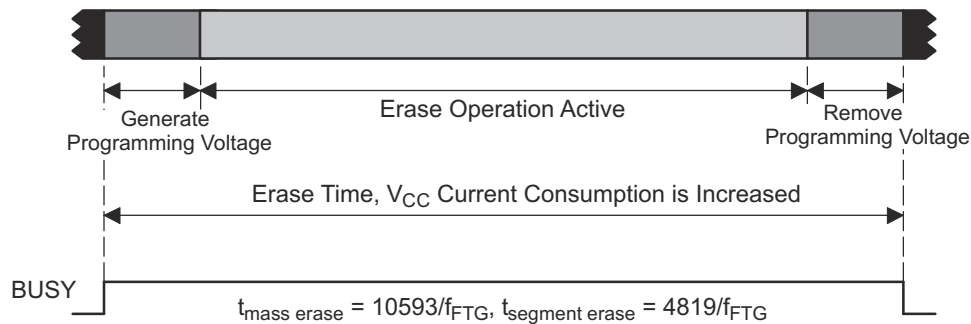 Generate
Programming Voltage
Erase Operation Active
Remove
Programming Voltage
Erase Time, VCC Current Consumption is Increased
BUSY
tmass erase = 10593/fFTG, tsegment erase = 4819/fFTG